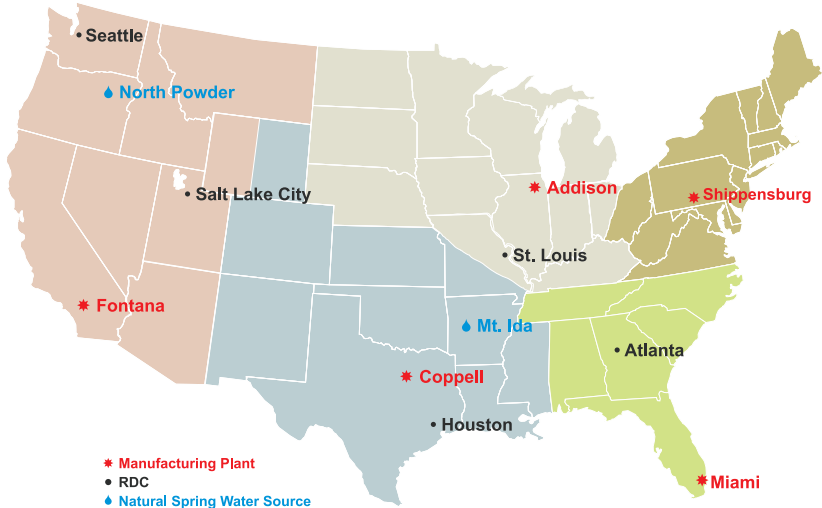 Seattle
North Powder
Addison
Salt Lake City
Shippensburg
St. Louis
Fontana
Mt. Ida
Atlanta
Coppell
Houston
Manufacturing Plant
RDC
Miami
Natural Spring Water Source